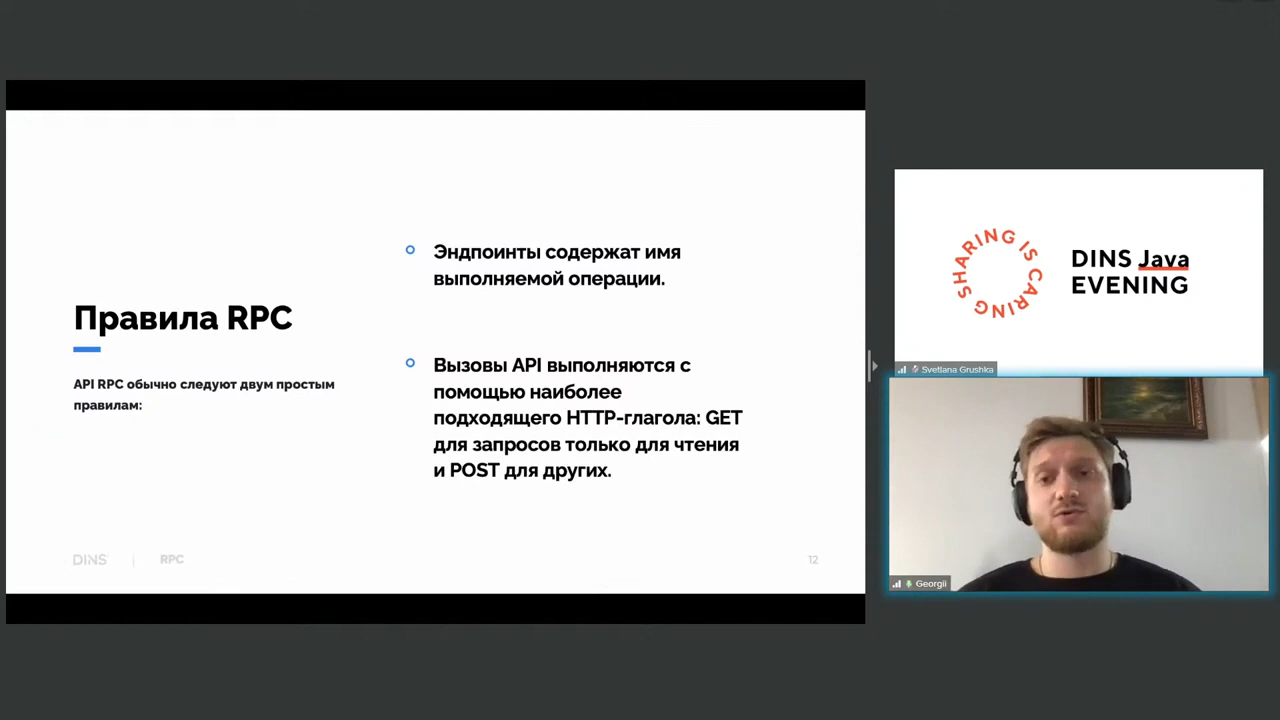 Правила RPC
API RPC обычно следуют двум простым
правилам:
Эндпоинты содержат имя
выполняемой операции.
Вызовы API выполняются с
помощью наиболее
подходящего HTTP-глагола: GET
для запросов только для чтения
и POST для других.
DINS | RPC
12
SHARING IS CARING
DINS Java
EVENING
Svetlana Grushka
Georgii